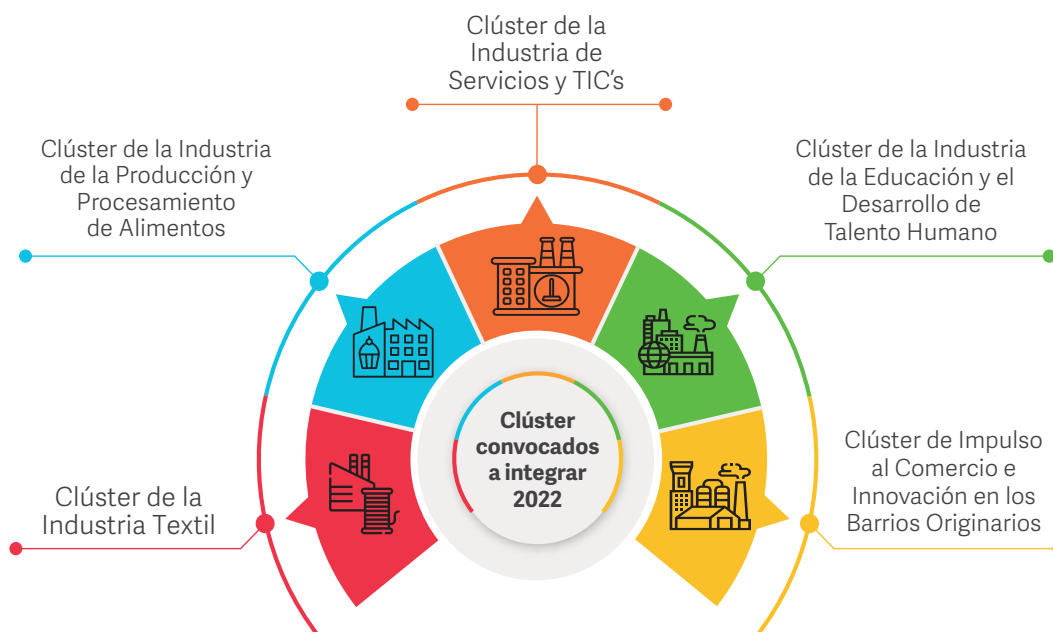 Clúster de la
Industria de
Servicios y TIC's
Clúster de la Industria
de la Producción y
Procesamiento
de Alimentos
Clúster de la Industria
de la Educación y el
Desarrollo de
Talento Humano
Clúster
convocados
a integrar
2022
Clúster de la
Industria Textil
Clúster de Impulso
al Comercio e
Innovación en los
Barrios Originarios